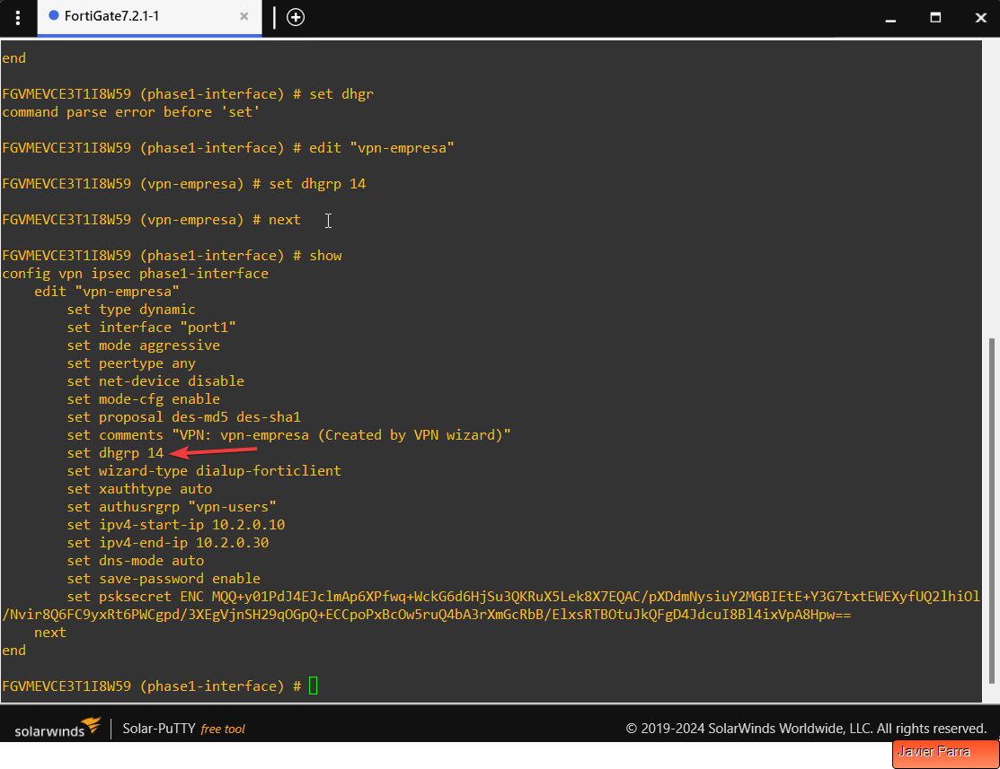 FortiGate7.2.1-1
end
FGVMEVCE3T1I8W59 (phase1-interface) # set dhgr
command parse error before 'set'
FGVMEVCE3T1I8W59 (phase1-interface) # edit "vpn-empresa"
FGVMEVCE3T1I8W59 (vpn-empresa) # set dhgrp 14
FGVMEVCE3T1I8W59 (vpn-empresa) # next
FGVMEVCE3T1I8W59 (phase1-interface) # show
config vpn ipsec phase1-interface
    edit "vpn-empresa"
        set type dynamic
        set interface "port1"
        set mode aggressive
        set peertype any
        set net-device disable
        set mode-cfg enable
        set proposal des-md5 des-sha1
        set comments "VPN: vpn-empresa (Created by VPN wizard)"
        set dhgrp 14
        set wizard-type dialup-forticlient
        set xauthtype auto
        set authusrgrp "vpn-users"
        set ipv4-start-ip 10.2.0.10
        set ipv4-end-ip 10.2.0.30
        set dns-mode auto
        set save-password enable
        set psksecret ENC MQQ+y01PdJ4EJclmAp6XPfwq+WckG6d6HjSu3QKRuX5Lek8X7EQAC/pXDdmNysiuY2MGBIEtE+Y3G7txtEWEXyfUQ2lhiOl
/Nvir8Q6FC9yxRt6PWCgpd/3XEgVjnSH29qOGpQ+ECCpoPxBcOw5ruQ4bA3rXmGcRbB/ElxsRTBOtuJkQFgD4JdcuI8Bl4ixVpA8Hpw==
    next
end
FGVMEVCE3T1I8W59 (phase1-interface) #
solarwinds
Solar-PuTTY free tool
© 2019-2024 SolarWinds Worldwide, LLC. All rights reserved.
Javier Parra